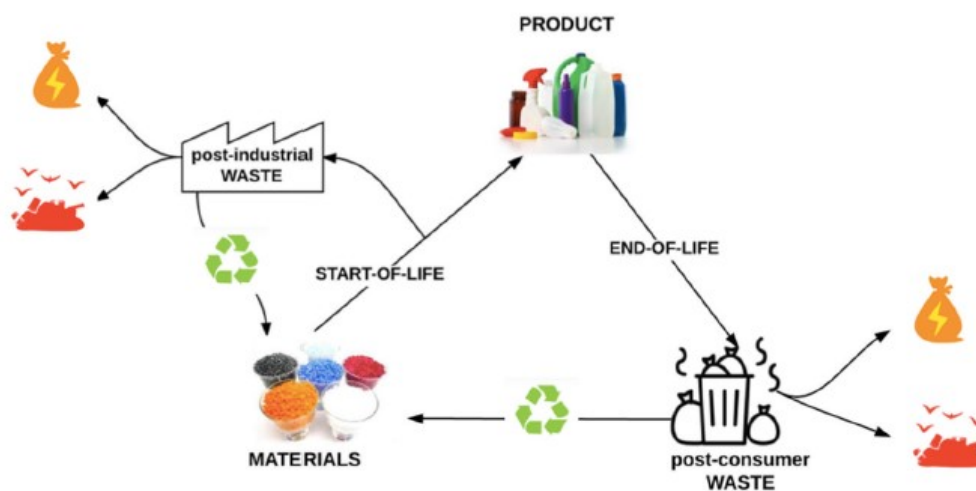 PRODUCT
post-industrial
WASTE
START-OF-LIFE
END-OF-LIFE
MATERIALS
post-consumer
WASTE